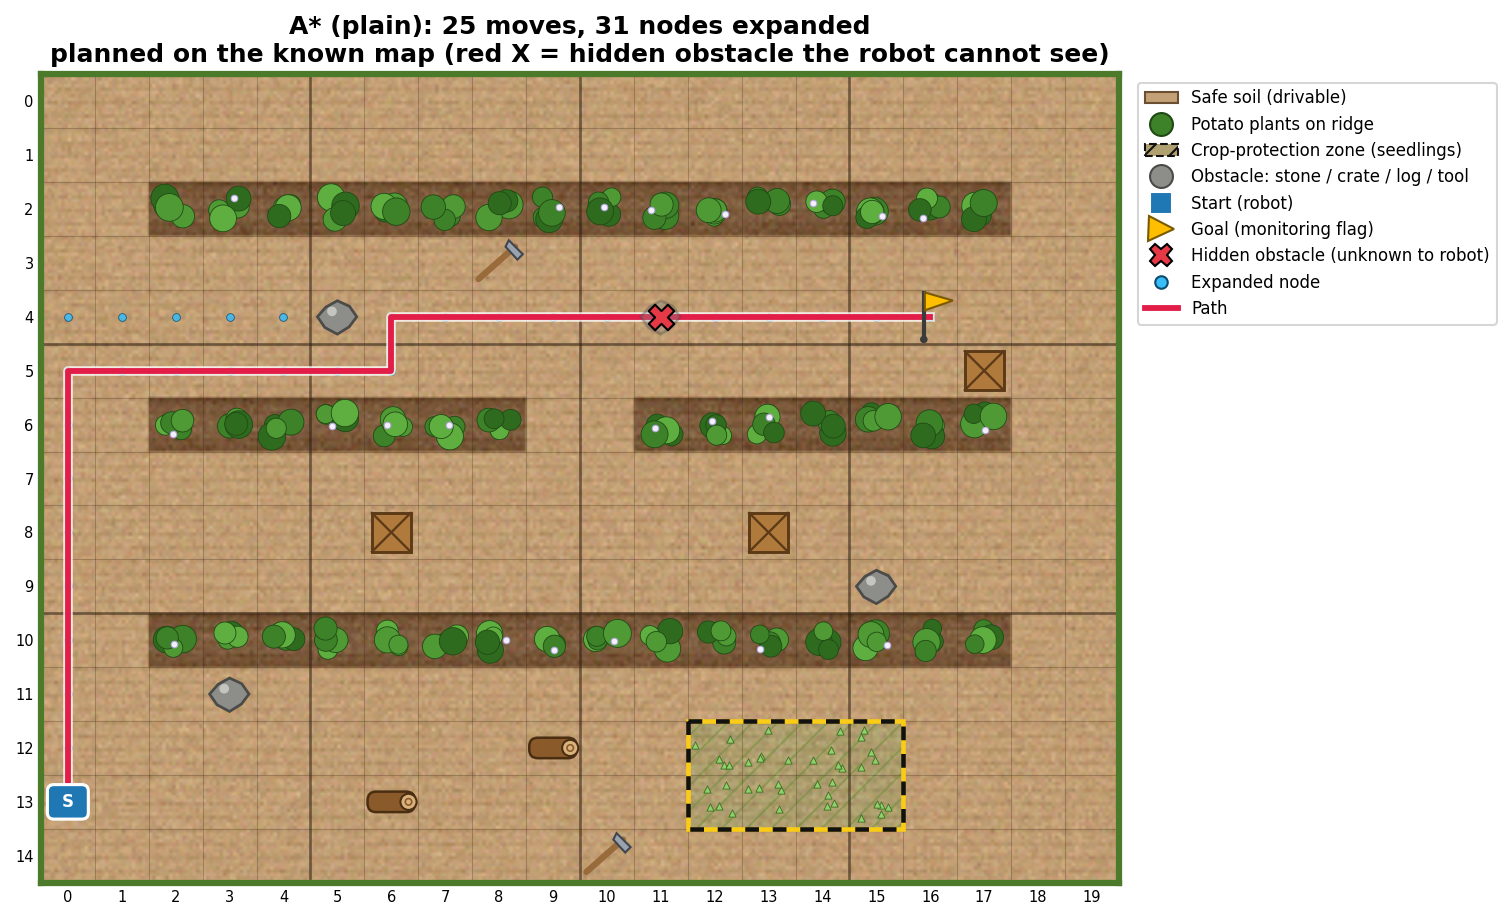 A* (plain): 25 moves, 31 nodes expanded
planned on the known map (red X = hidden obstacle the robot cannot see)
Safe soil (drivable)
Potato plants on ridge
Crop-protection zone (seedlings)
Obstacle: stone / crate / log / tool
Start (robot)
Goal (monitoring flag)
Hidden obstacle (unknown to robot)
Expanded node
Path
0
1
2
3
4
5
6
7
8
9
10
11
12
13
14
S
0 1 2 3 4 5 6 7 8 9 10 11 12 13 14 15 16 17 18 19